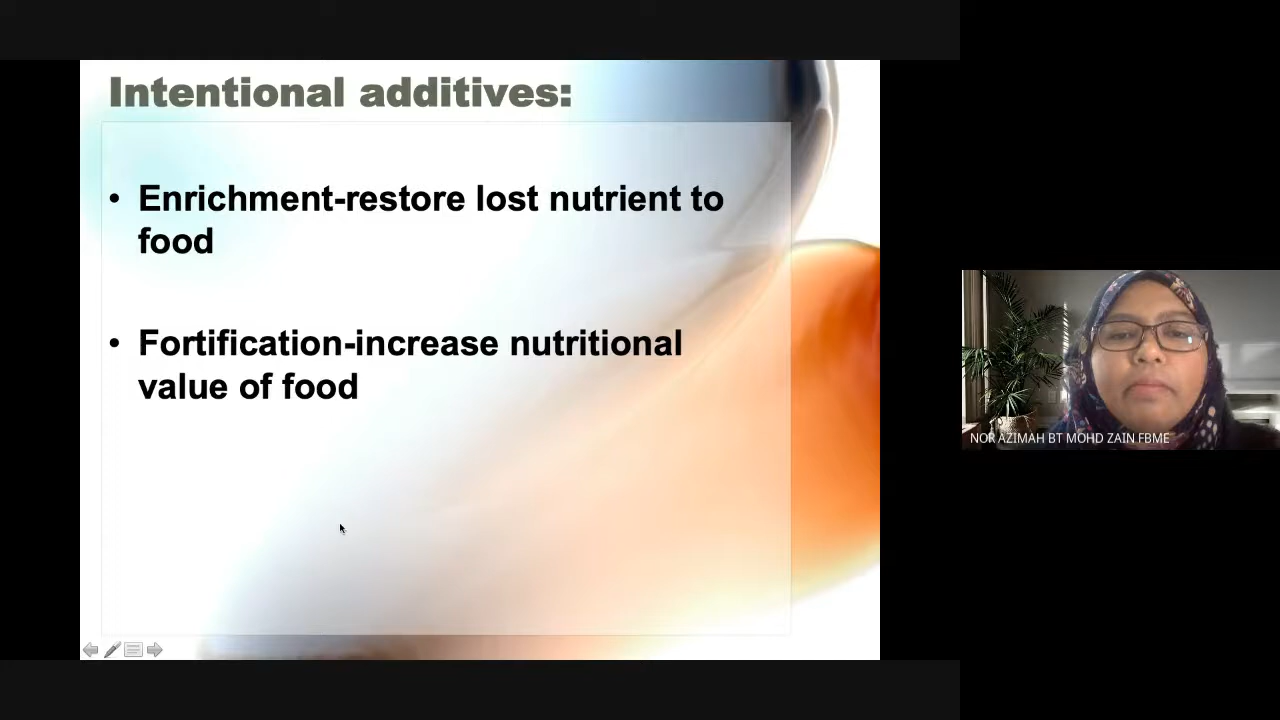 Intentional additives:
• Enrichment-restore lost nutrient to
food
• Fortification-increase nutritional
value of food
NOR AZIMAH BT MOHD ZAIN FBME